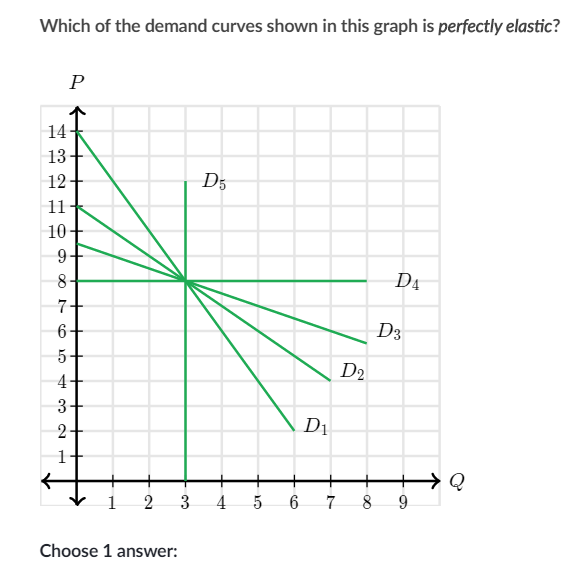 Which of the demand curves shown in this graph is perfectly elastic?
P
14
13
12
D5
11
10
9
8
D4
7
6
D3
5
4
D2
3
2
D1
1
Q
1 2 3 4 5 6 7 8 9
Choose 1 answer: